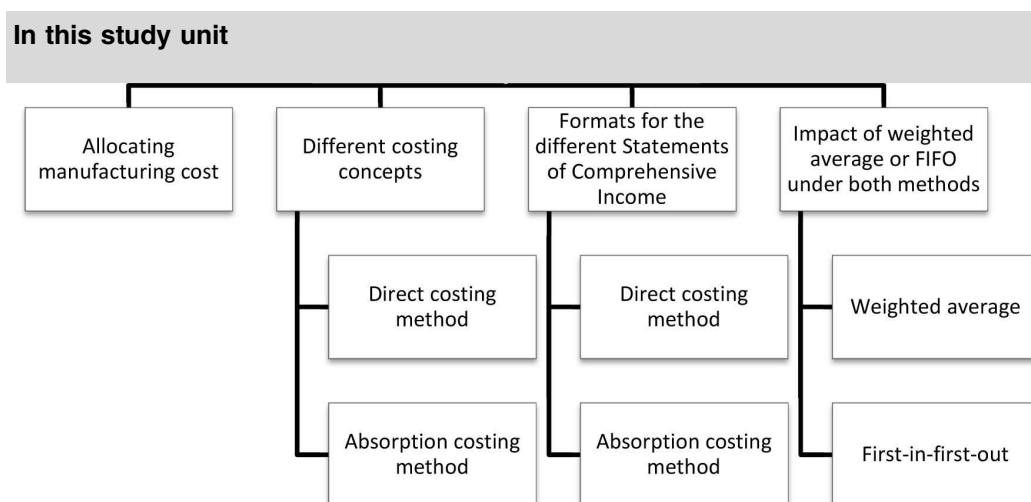 In this study unit
Allocating
manufacturing cost
Different costing
concepts
Formats for the
different Statements
of Comprehensive
Income
Impact of weighted
average or FIFO
under both methods
Direct costing
method
Direct costing
method
Weighted average
Absorption costing
method
Absorption costing
method
First-in-first-out